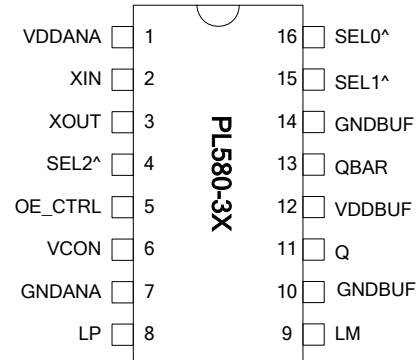 VDDANA 1 16 SEL0^
XIN 2 15 SEL1^
XOUT 3 14 GNDBUF
SEL2^ 4 13 QBAR
OE_CTRL 5 12 VDDBUF
VCON 6 11 Q
GNDANA 7 10 GNDBUF
LP 8 9 LM
PL580-3X